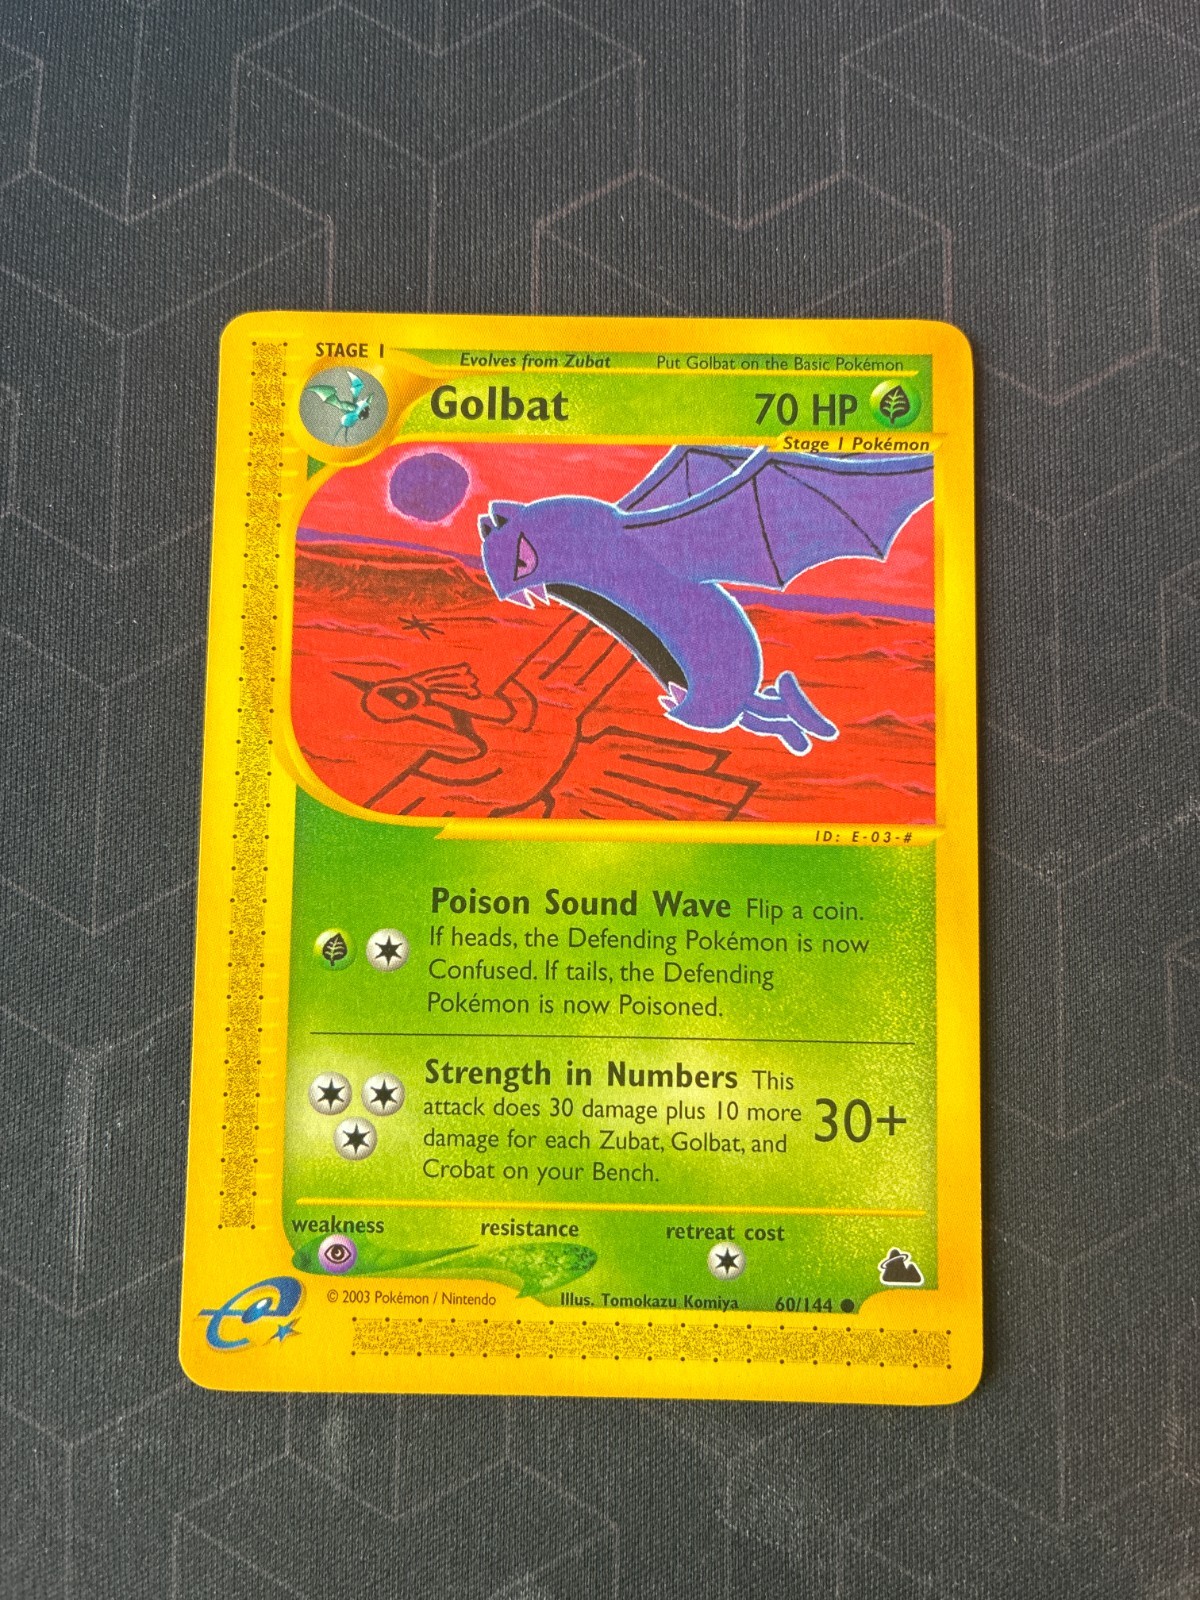 STAGE 1
Evolves from Zubat
Put Golbat on the Basic Pokémon
Golbat
70 HP
Stage 1 Pokémon
ID: E-03-#
Poison Sound Wave Flip a coin.
If heads, the Defending Pokémon is now
Confused. If tails, the Defending
Pokémon is now Poisoned.
Strength in Numbers This
attack does 30 damage plus 10 more
damage for each Zubat, Golbat, and
Crobat on your Bench.
30+
weakness
resistance
retreat cost
© 2003 Pokémon / Nintendo
Illus. Tomokazu Komiya
60/144 ●
e